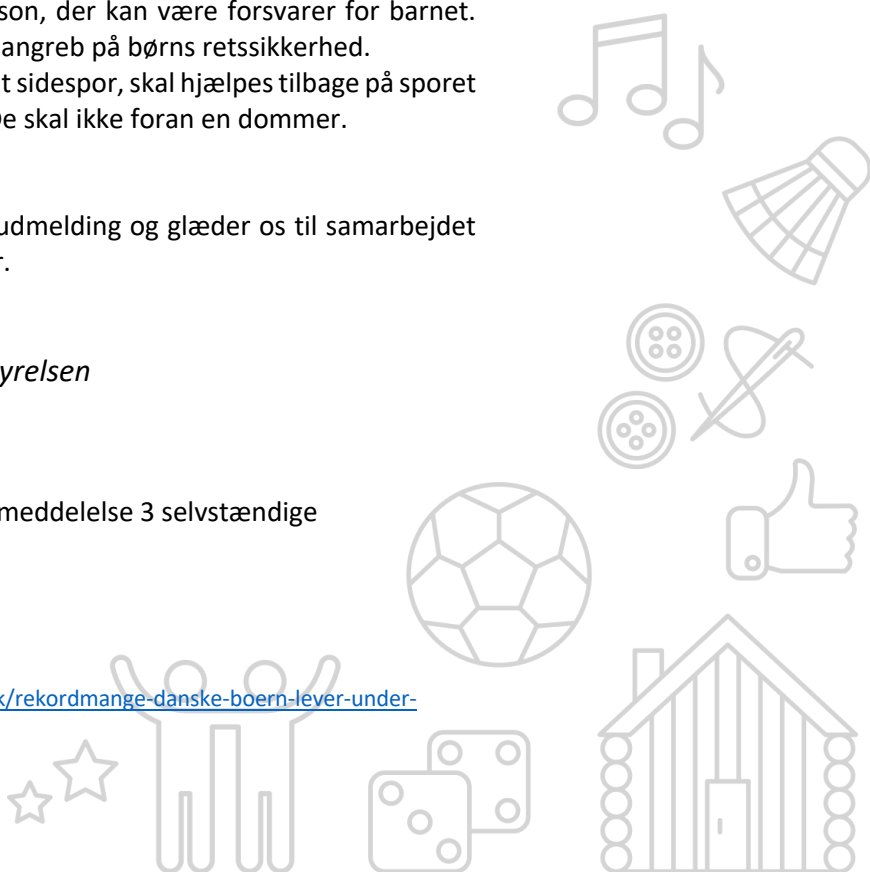 son, der kan være forsvarer for barnet.
angreb på børns retssikkerhed.
t sidespor, skal hjælpes tilbage på sporet
De skal ikke foran en dommer.
udmelding og glæder os til samarbejdet
r.
yrelsen
meddelelse 3 selvstændige
k/rekordmange-danske-boern-lever-under-